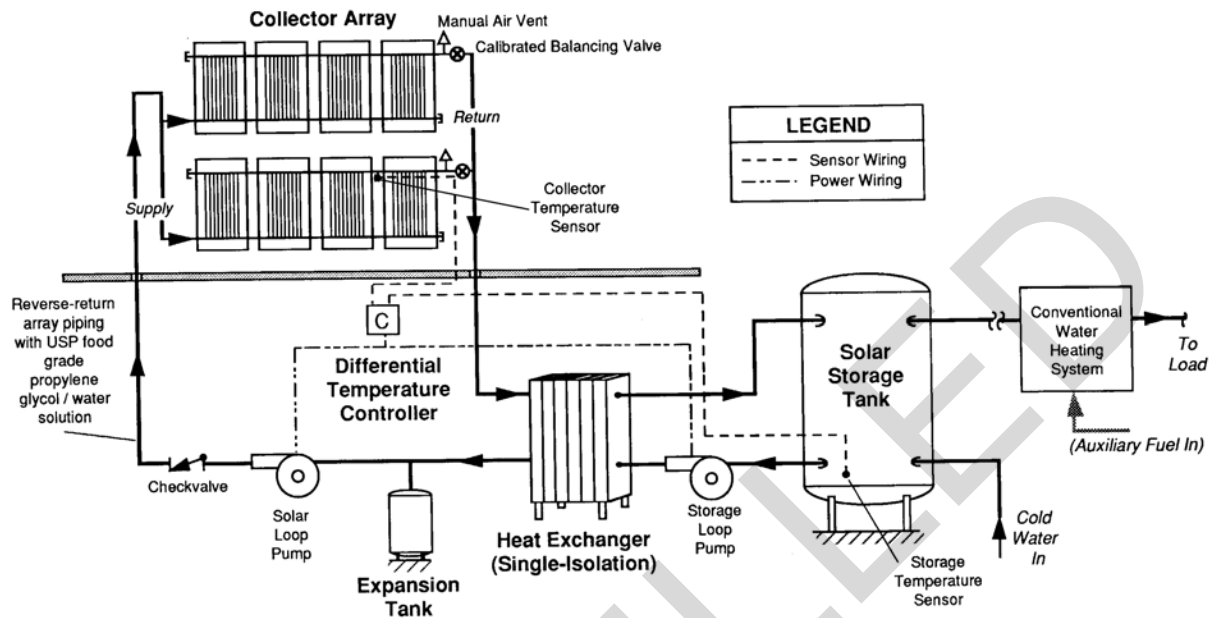 Collector Array
Manual Air Vent
Calibrated Balancing Valve
Return
Supply
Collector
Temperature
Sensor
LEGEND
Sensor Wiring
Power Wiring
Reverse-return
array piping
with USP food
grade
propylene
glycol / water
solution
C
Differential
Temperature
Controller
Solar
Storage
Tank
Conventional
Water
Heating
System
To
Load
(Auxiliary Fuel In)
Checkvalve
Solar
Loop
Pump
Expansion
Tank
Heat Exchanger
(Single-Isolation)
Storage
Loop
Pump
Storage
Temperature
Sensor
Cold
Water
In